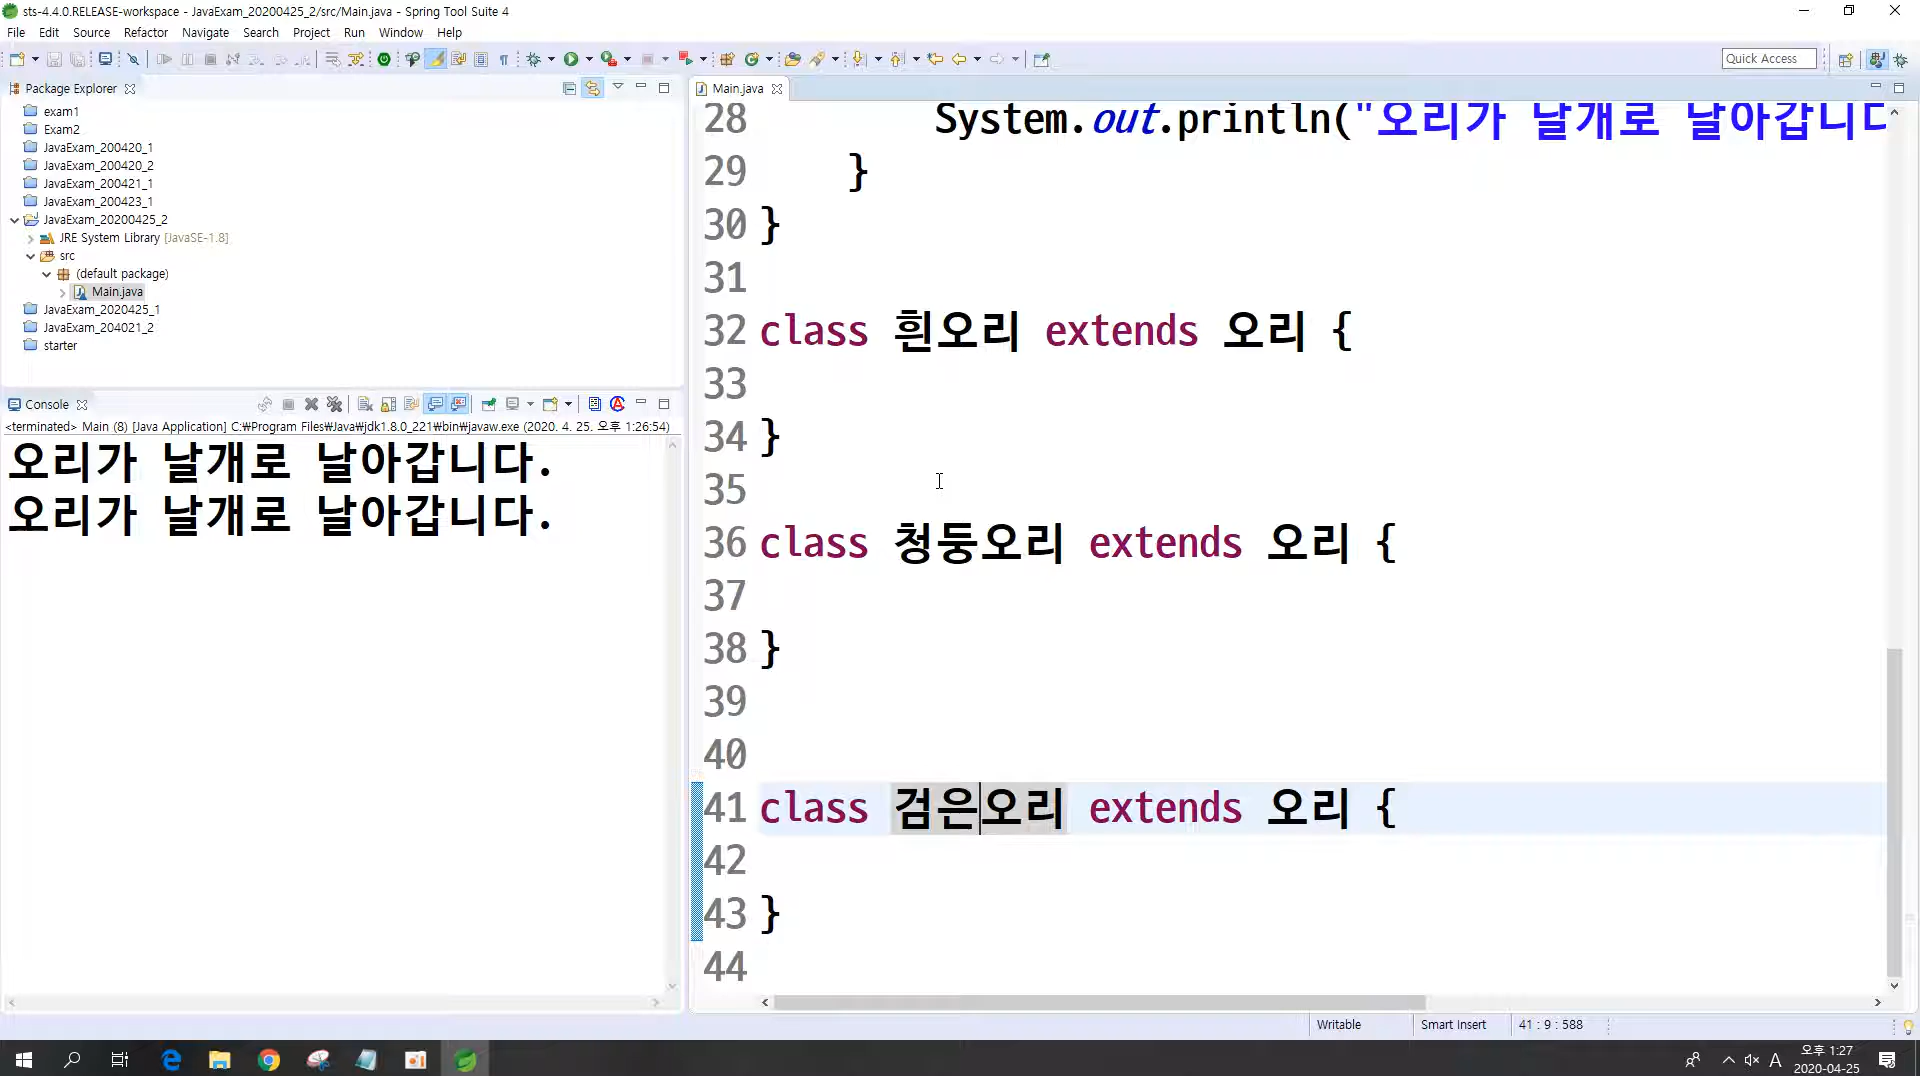 sts-4.4.0.RELEASE-workspace - JavaExam_20200425_2/src/Main.java - Spring Tool Suite 4
File Edit Source Refactor Navigate Search Project Run Window Help
Quick Access
Package Explorer
exam1
Exam2
JavaExam_200420_1
JavaExam_200420_2
JavaExam_200421_1
JavaExam_200423_1
JavaExam_20200425_2
JRE System Library [JavaSE-1.8]
src
(default package)
Main.java
JavaExam_2020425_1
JavaExam_204021_2
starter
Console
<terminated> Main (8) [Java Application] C:₩Program Files₩Java₩jdk1.8.0_221₩bin₩javaw.exe (2020. 4. 25. 오후 1:26:54)
오리가 날개로 날아갑니다.
오리가 날개로 날아갑니다.
Main.java
28 System.out.println("오리가 날개로 날아갑니다
29 }
30 }
31
32 class 흰오리 extends 오리 {
33
34 }
35
36 class 청둥오리 extends 오리 {
37
38 }
39
40
41 class 검은오리 extends 오리 {
42
43 }
44
Writable Smart Insert 41 : 9 : 588
A 오후 1:27
2020-04-25